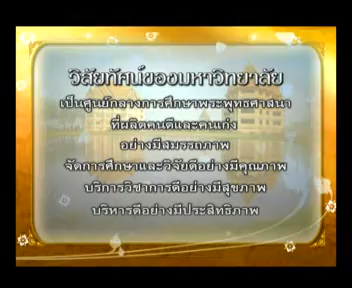 วิสัยทัศน์ของมหาวิทยาลัย
เป็นศูนย์กลางการศึกษาพระพุทธศาสนา
ที่ผลิตคนดีและคนเก่ง
อย่างมีสมรรถภาพ
จัดการศึกษาและวิจัยดีอย่างมีคุณภาพ
บริการวิชาการดีอย่างมีสุขภาพ
บริหารดีอย่างมีประสิทธิภาพ